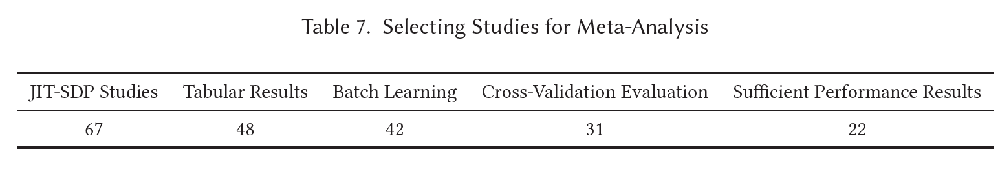 Table 7. Selecting Studies for Meta-Analysis
JIT-SDP Studies Tabular Results Batch Learning Cross-Validation Evaluation Sufficient Performance Results
67 48 42 31 22